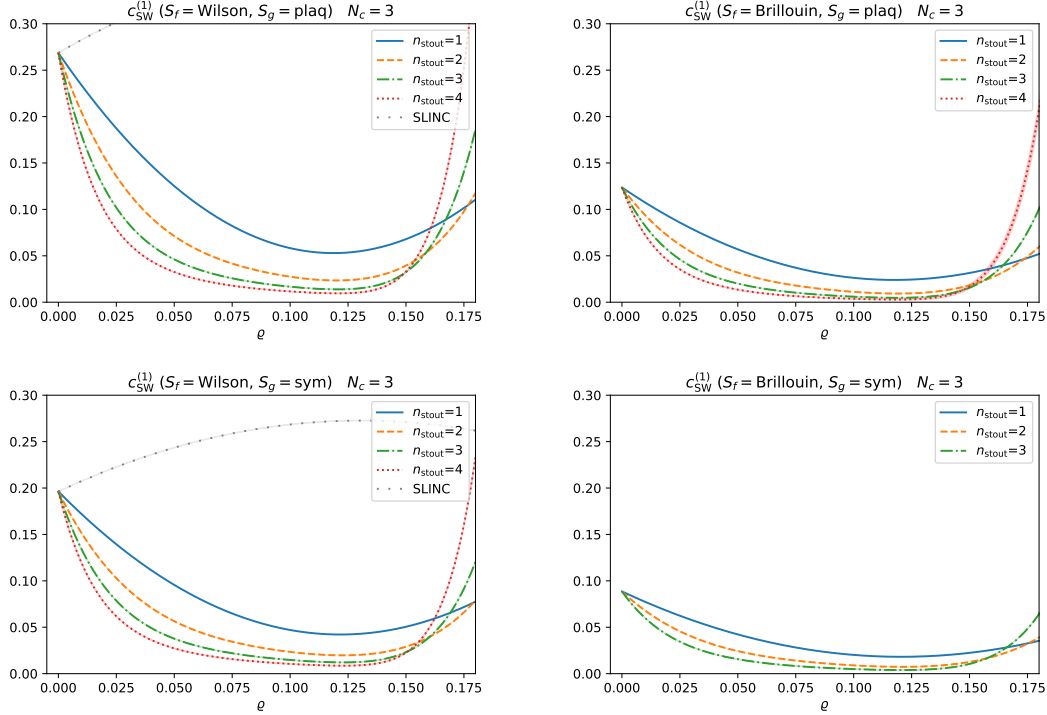 c_SW^(1) (S_f = Wilson, S_g = plaq)   N_c = 3
0.30
0.25
0.20
0.15
0.10
0.05
0.00
n_stout=1
n_stout=2
n_stout=3
n_stout=4
SLINC
0.000 0.025 0.050 0.075 0.100 0.125 0.150 0.175
ϱ
c_SW^(1) (S_f = Brillouin, S_g = plaq)   N_c = 3
0.30
0.25
0.20
0.15
0.10
0.05
0.00
n_stout=1
n_stout=2
n_stout=3
n_stout=4
0.000 0.025 0.050 0.075 0.100 0.125 0.150 0.175
ϱ
c_SW^(1) (S_f = Wilson, S_g = sym)   N_c = 3
0.30
0.25
0.20
0.15
0.10
0.05
0.00
n_stout=1
n_stout=2
n_stout=3
n_stout=4
SLINC
0.000 0.025 0.050 0.075 0.100 0.125 0.150 0.175
ϱ
c_SW^(1) (S_f = Brillouin, S_g = sym)   N_c = 3
0.30
0.25
0.20
0.15
0.10
0.05
0.00
n_stout=1
n_stout=2
n_stout=3
0.000 0.025 0.050 0.075 0.100 0.125 0.150 0.175
ϱ